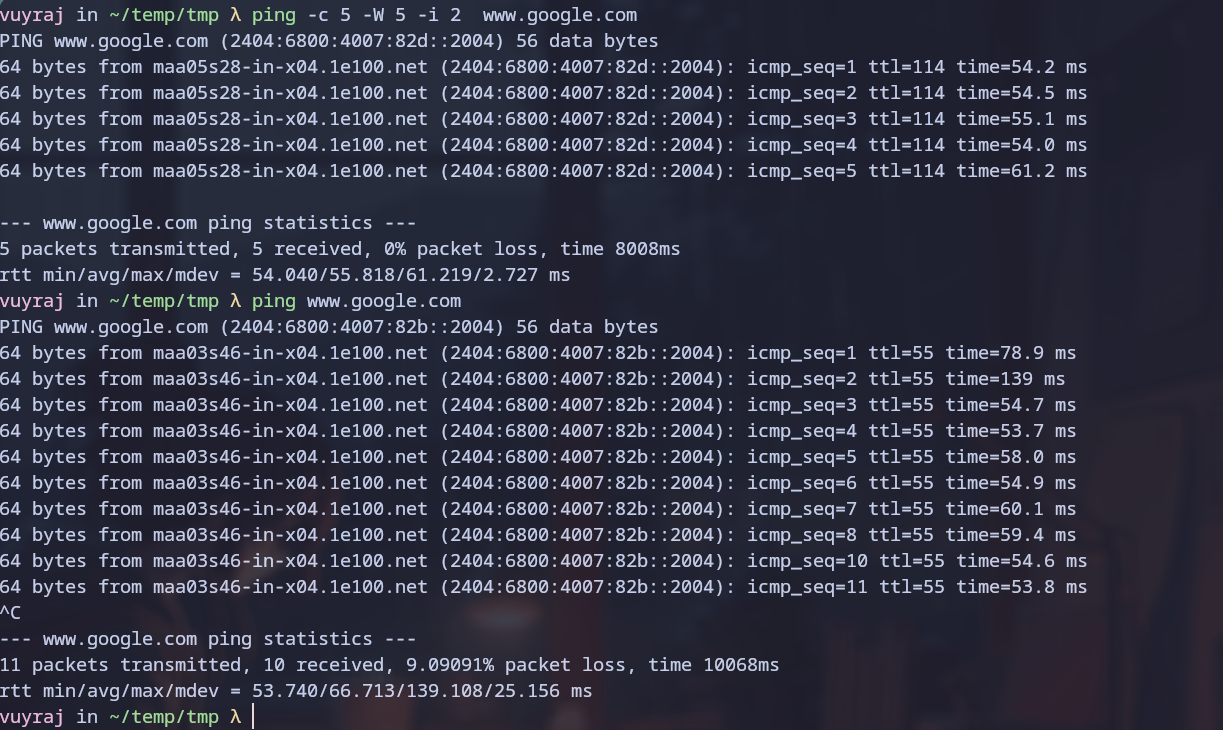 vuyraj in ~/temp/tmp λ ping -c 5 -W 5 -i 2  www.google.com
PING www.google.com (2404:6800:4007:82d::2004) 56 data bytes
64 bytes from maa05s28-in-x04.1e100.net (2404:6800:4007:82d::2004): icmp_seq=1 ttl=114 time=54.2 ms
64 bytes from maa05s28-in-x04.1e100.net (2404:6800:4007:82d::2004): icmp_seq=2 ttl=114 time=54.5 ms
64 bytes from maa05s28-in-x04.1e100.net (2404:6800:4007:82d::2004): icmp_seq=3 ttl=114 time=55.1 ms
64 bytes from maa05s28-in-x04.1e100.net (2404:6800:4007:82d::2004): icmp_seq=4 ttl=114 time=54.0 ms
64 bytes from maa05s28-in-x04.1e100.net (2404:6800:4007:82d::2004): icmp_seq=5 ttl=114 time=61.2 ms

--- www.google.com ping statistics ---
5 packets transmitted, 5 received, 0% packet loss, time 8008ms
rtt min/avg/max/mdev = 54.040/55.818/61.219/2.727 ms
vuyraj in ~/temp/tmp λ ping www.google.com
PING www.google.com (2404:6800:4007:82b::2004) 56 data bytes
64 bytes from maa03s46-in-x04.1e100.net (2404:6800:4007:82b::2004): icmp_seq=1 ttl=55 time=78.9 ms
64 bytes from maa03s46-in-x04.1e100.net (2404:6800:4007:82b::2004): icmp_seq=2 ttl=55 time=139 ms
64 bytes from maa03s46-in-x04.1e100.net (2404:6800:4007:82b::2004): icmp_seq=3 ttl=55 time=54.7 ms
64 bytes from maa03s46-in-x04.1e100.net (2404:6800:4007:82b::2004): icmp_seq=4 ttl=55 time=53.7 ms
64 bytes from maa03s46-in-x04.1e100.net (2404:6800:4007:82b::2004): icmp_seq=5 ttl=55 time=58.0 ms
64 bytes from maa03s46-in-x04.1e100.net (2404:6800:4007:82b::2004): icmp_seq=6 ttl=55 time=54.9 ms
64 bytes from maa03s46-in-x04.1e100.net (2404:6800:4007:82b::2004): icmp_seq=7 ttl=55 time=60.1 ms
64 bytes from maa03s46-in-x04.1e100.net (2404:6800:4007:82b::2004): icmp_seq=8 ttl=55 time=59.4 ms
64 bytes from maa03s46-in-x04.1e100.net (2404:6800:4007:82b::2004): icmp_seq=10 ttl=55 time=54.6 ms
64 bytes from maa03s46-in-x04.1e100.net (2404:6800:4007:82b::2004): icmp_seq=11 ttl=55 time=53.8 ms
^C
--- www.google.com ping statistics ---
11 packets transmitted, 10 received, 9.09091% packet loss, time 10068ms
rtt min/avg/max/mdev = 53.740/66.713/139.108/25.156 ms
vuyraj in ~/temp/tmp λ